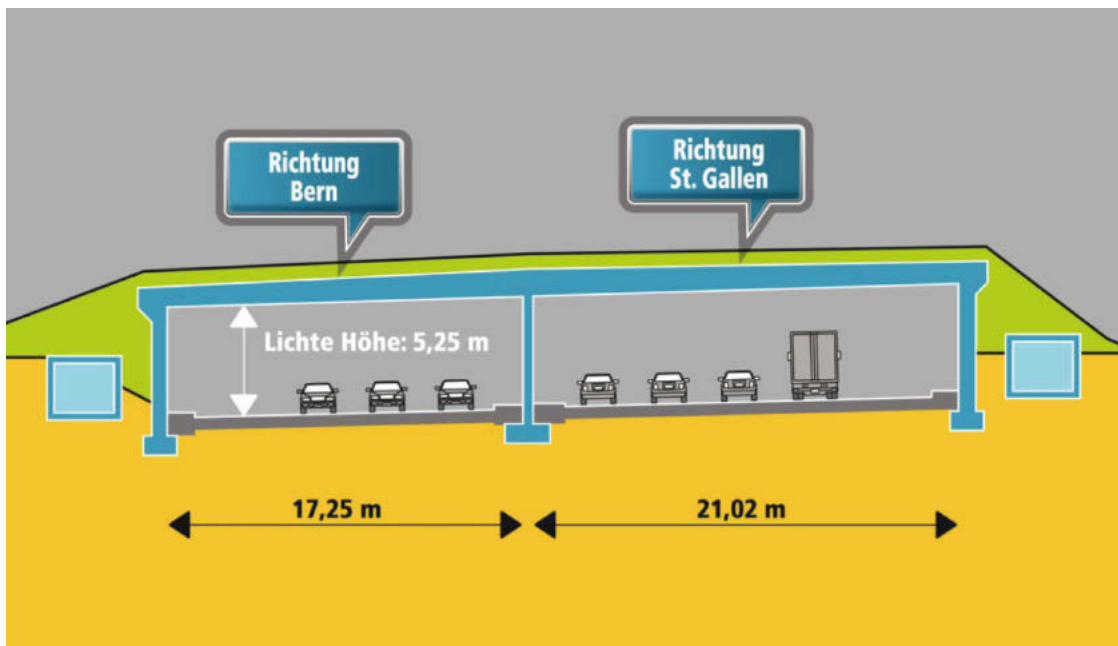 Richtung
Bern
Richtung
St. Gallen
Lichte Höhe: 5,25 m
17,25 m
21,02 m